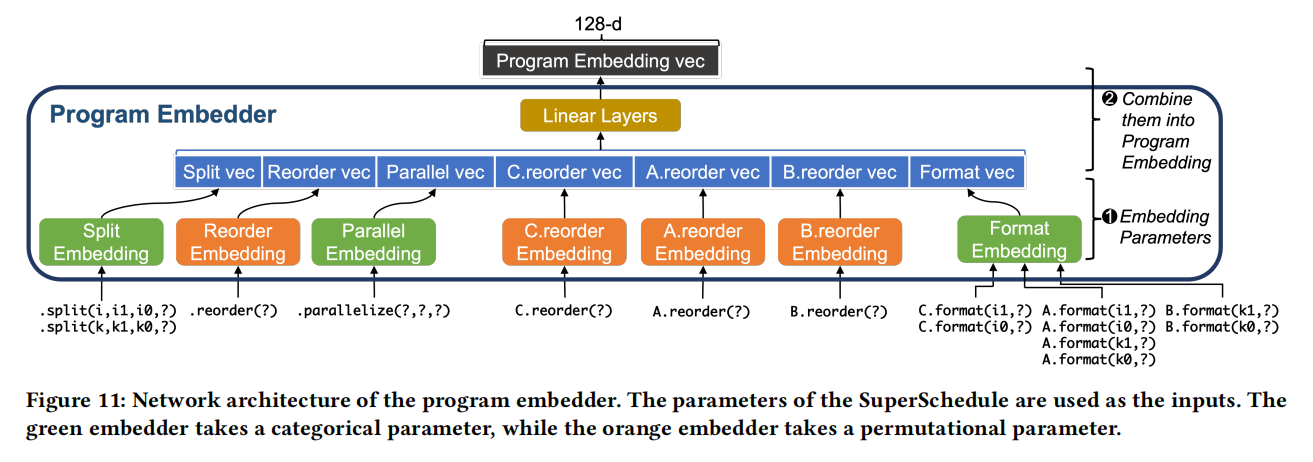 128-d
Program Embedding vec
Program Embedder
Linear Layers
❷ Combine
them into
Program
Embedding
Split vec Reorder vec Parallel vec C.reorder vec A.reorder vec B.reorder vec Format vec
Split
Embedding
Reorder
Embedding
Parallel
Embedding
C.reorder
Embedding
A.reorder
Embedding
B.reorder
Embedding
Format
Embedding
❶ Embedding
Parameters
.split(i,i1,i0,?)
.split(k,k1,k0,?)
.reorder(?)
.parallelize(?,?,?)
C.reorder(?)
A.reorder(?)
B.reorder(?)
C.format(i1,?)
C.format(i0,?)
A.format(i1,?)
A.format(i0,?)
A.format(k1,?)
A.format(k0,?)
B.format(k1,?)
B.format(k0,?)
Figure 11: Network architecture of the program embedder. The parameters of the SuperSchedule are used as the inputs. The
green embedder takes a categorical parameter, while the orange embedder takes a permutational parameter.